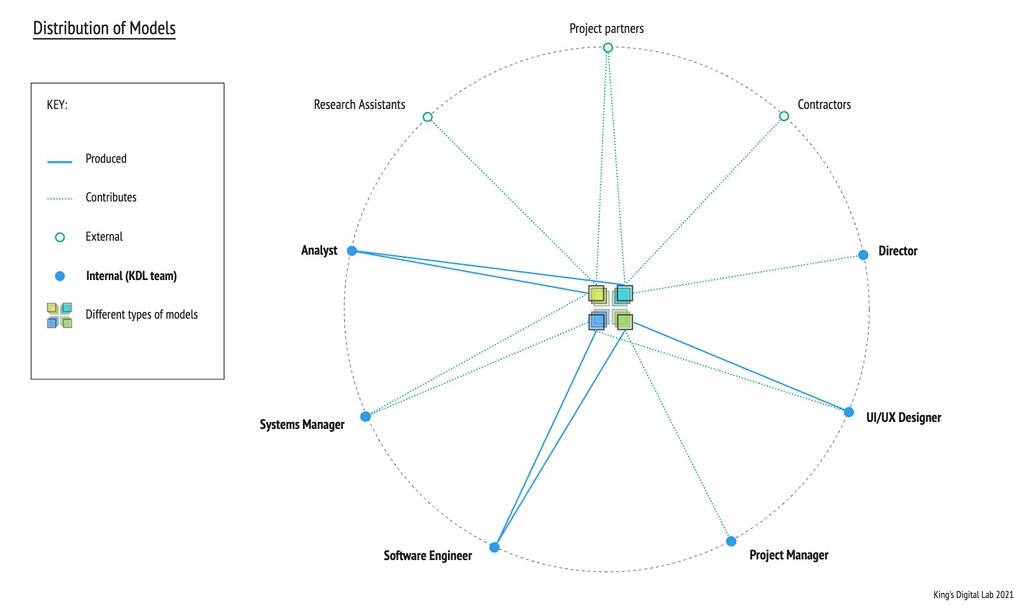 Distribution of Models
Project partners
Research Assistants
Contractors
KEY:
Produced
Contributes
External
Internal (KDL team)
Different types of models
Analyst
Director
Systems Manager
UI/UX Designer
Software Engineer
Project Manager
King's Digital Lab 2021